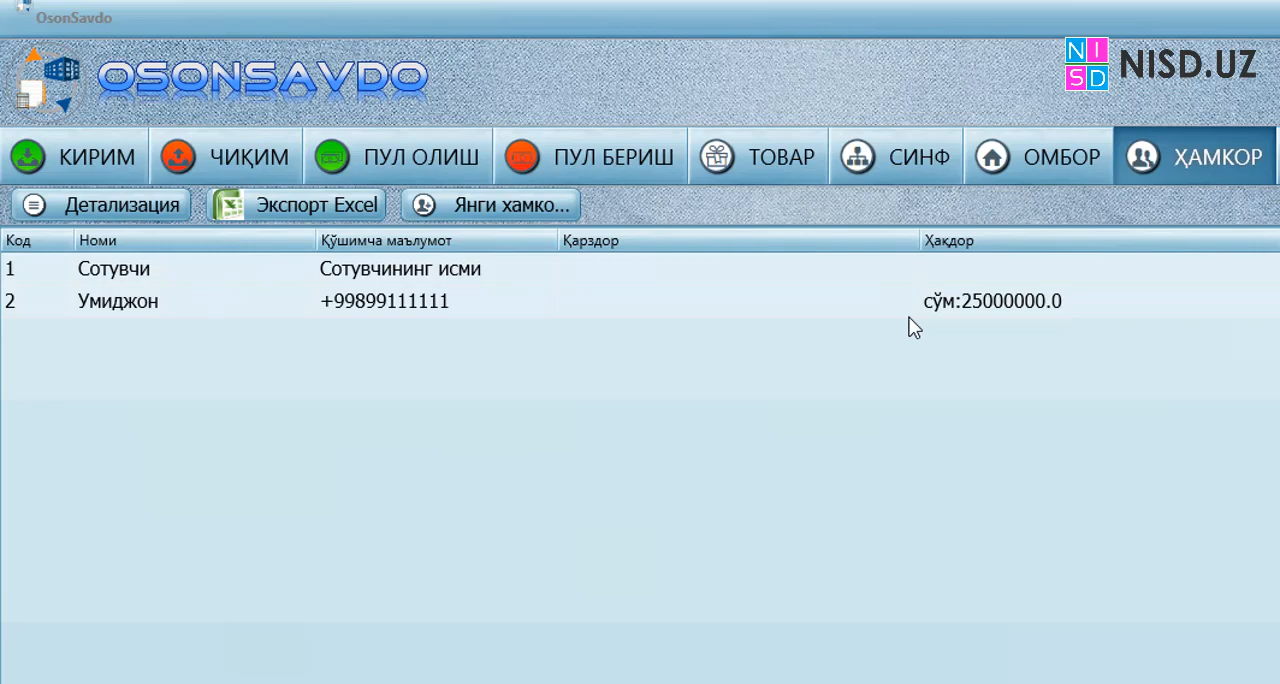 OsonSavdo
OSONSAVDO
NISD NISD.UZ
КИРИМ ЧИҚИМ ПУЛ ОЛИШ ПУЛ БЕРИШ ТОВАР СИНФ ОМБОР ҲАМКОР
Детализация Экспорт Excel Янги хамко...
Код Номи Қўшимча маълумот Қарздор Ҳақдор
1 Сотувчи Сотувчининг исми
2 Умиджон +99899111111 сўм:25000000.0